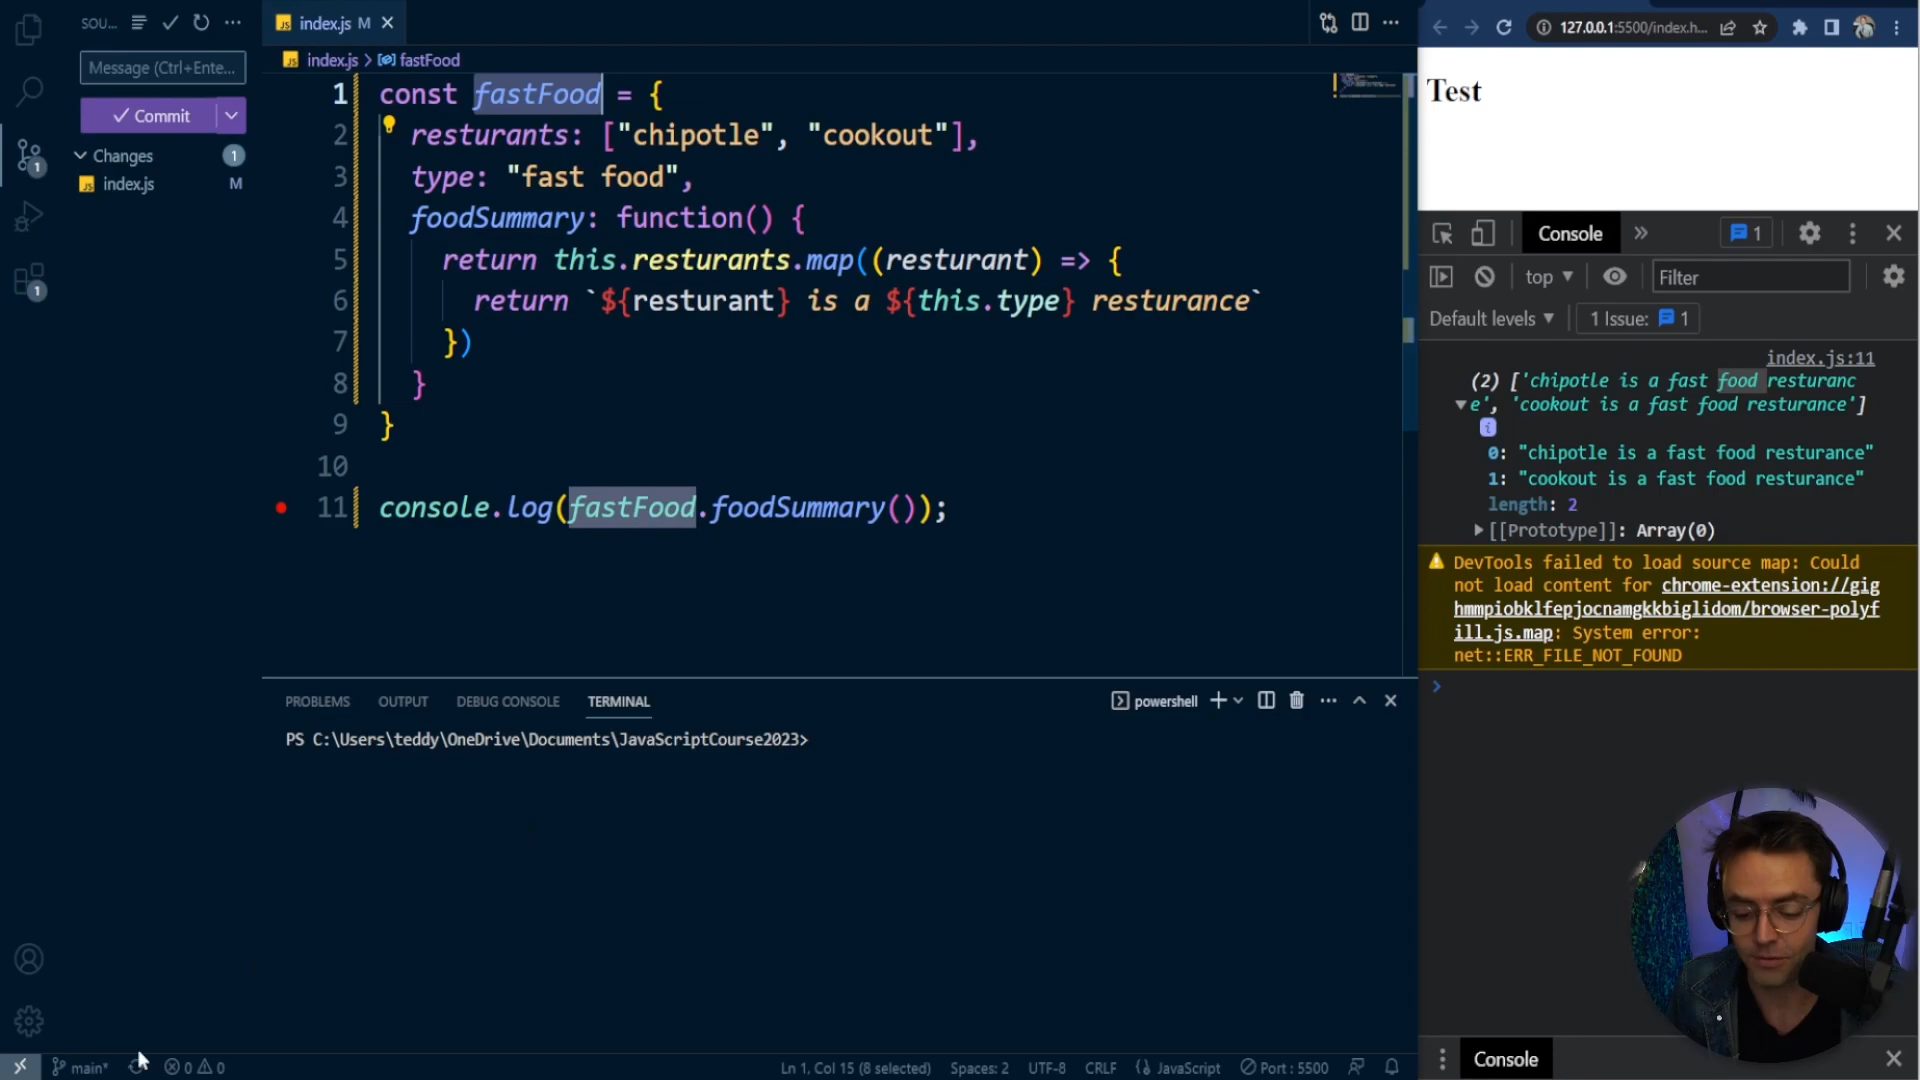 SOU...
Message (Ctrl+Ente...
Commit
Changes 1
index.js M
1
1
index.js M
index.js > fastFood
1 const fastFood = {
2 resturants: ["chipotle", "cookout"],
3 type: "fast food",
4 foodSummary: function() {
5 return this.resturants.map((resturant) => {
6 return `${resturant} is a ${this.type} resturance`
7 })
8 }
9 }
10
11 console.log(fastFood.foodSummary());
PROBLEMS OUTPUT DEBUG CONSOLE TERMINAL
powershell
PS C:\Users\teddy\OneDrive\Documents\JavaScriptCourse2023>
main* 0 0 Ln 1, Col 15 (8 selected) Spaces: 2 UTF-8 CRLF JavaScript Port : 5500
127.0.0.1:5500/index.h...
Test
Console 1
top Filter
Default levels 1 Issue: 1
index.js:11
(2) ['chipotle is a fast food resturanc
e', 'cookout is a fast food resturance']
0: "chipotle is a fast food resturance"
1: "cookout is a fast food resturance"
length: 2
[[Prototype]]: Array(0)
DevTools failed to load source map: Could
not load content for chrome-extension://gig
hmmpiobklfepjocnamgkkbiglidom/browser-polyf
ill.js.map: System error:
net::ERR_FILE_NOT_FOUND
Console